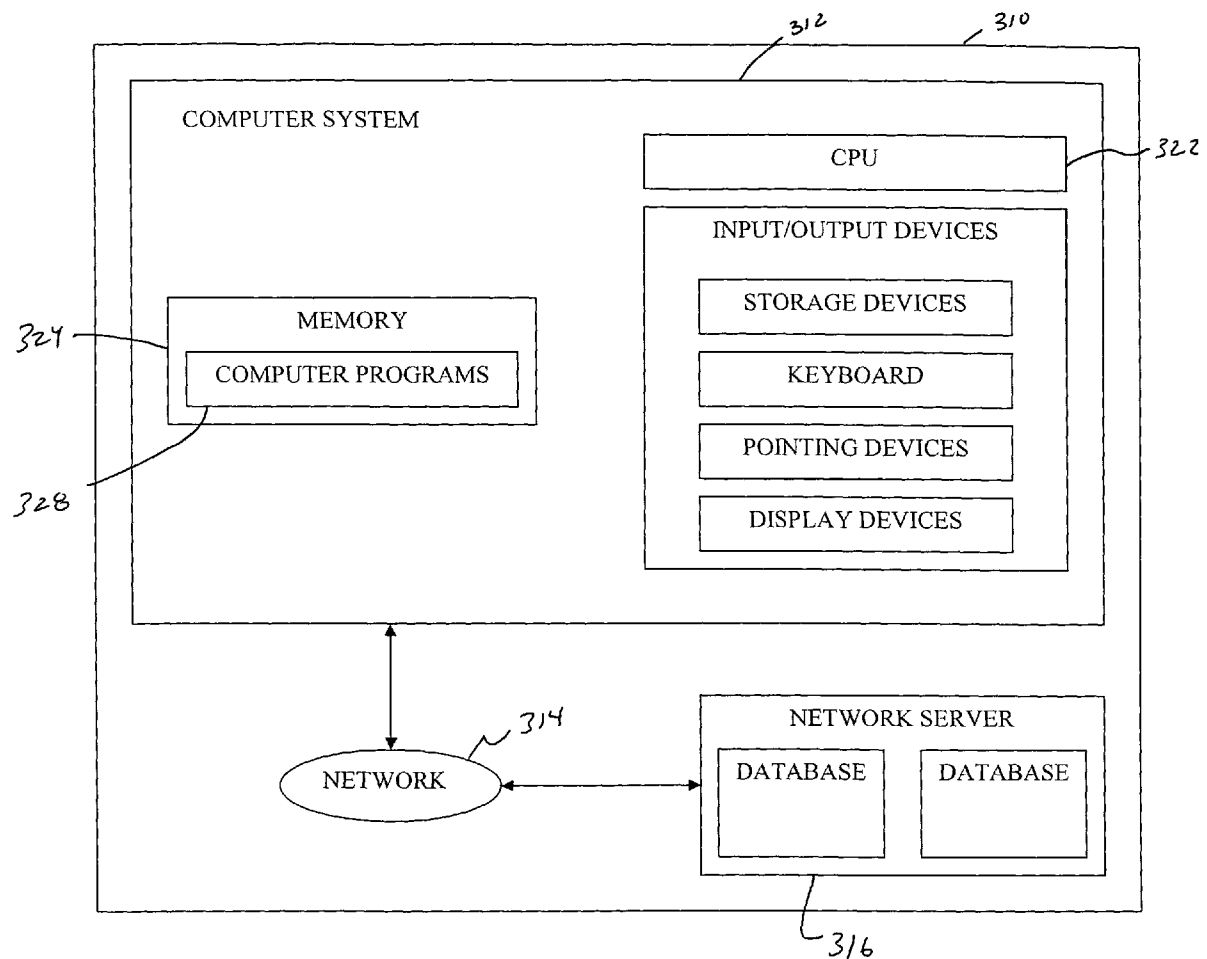 312
310
COMPUTER SYSTEM
CPU
322
INPUT/OUTPUT DEVICES
STORAGE DEVICES
324
MEMORY
KEYBOARD
COMPUTER PROGRAMS
POINTING DEVICES
328
DISPLAY DEVICES
314
NETWORK SERVER
NETWORK
DATABASE
DATABASE
316